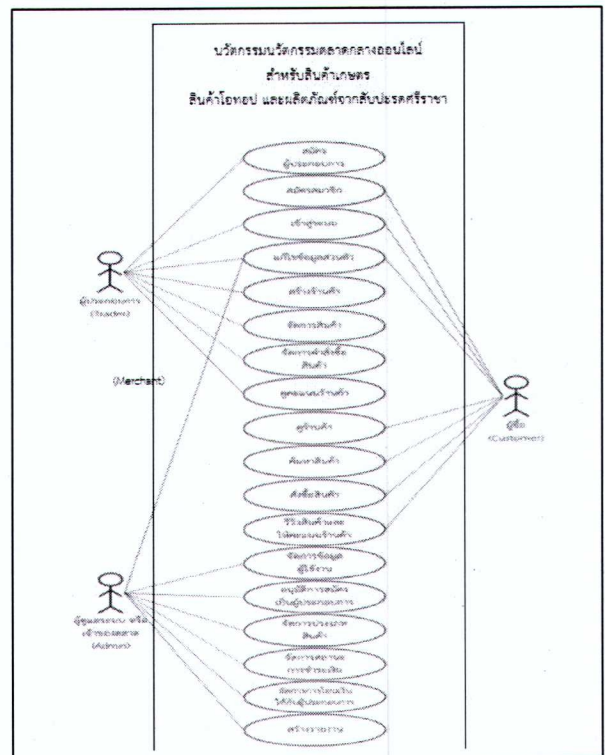 นวัตกรรมนวัตกรรมตลาดกลางออนไลน์
สำหรับสินค้าเกษตร
สินค้าโอทอป และผลิตภัณฑ์จากสับปะรดศรีราชา
สมัคร
ผู้ประกอบการ
สมัครสมาชิก
เข้าสู่ระบบ
แก้ไขข้อมูลส่วนตัว
สร้างร้านค้า
จัดการสินค้า
จัดการคำสั่งซื้อ
สินค้า
ดูคะแนนร้านค้า
ดูร้านค้า
ค้นหาสินค้า
สั่งซื้อสินค้า
รีวิวสินค้าและ
ให้คะแนนร้านค้า
จัดการข้อมูล
ผู้ใช้งาน
อนุมัติการสมัคร
เป็นผู้ประกอบการ
จัดการประเภท
สินค้า
จัดการสถานะ
การชำระเงิน
จัดการการโอนเงิน
ให้กับผู้ประกอบการ
สร้างรายงาน
ผู้ประกอบการ
(Trader)
(Merchant)
ผู้ซื้อ
(Customer)
ผู้ดูแลระบบ หรือ
เจ้าของตลาด
(Admin)